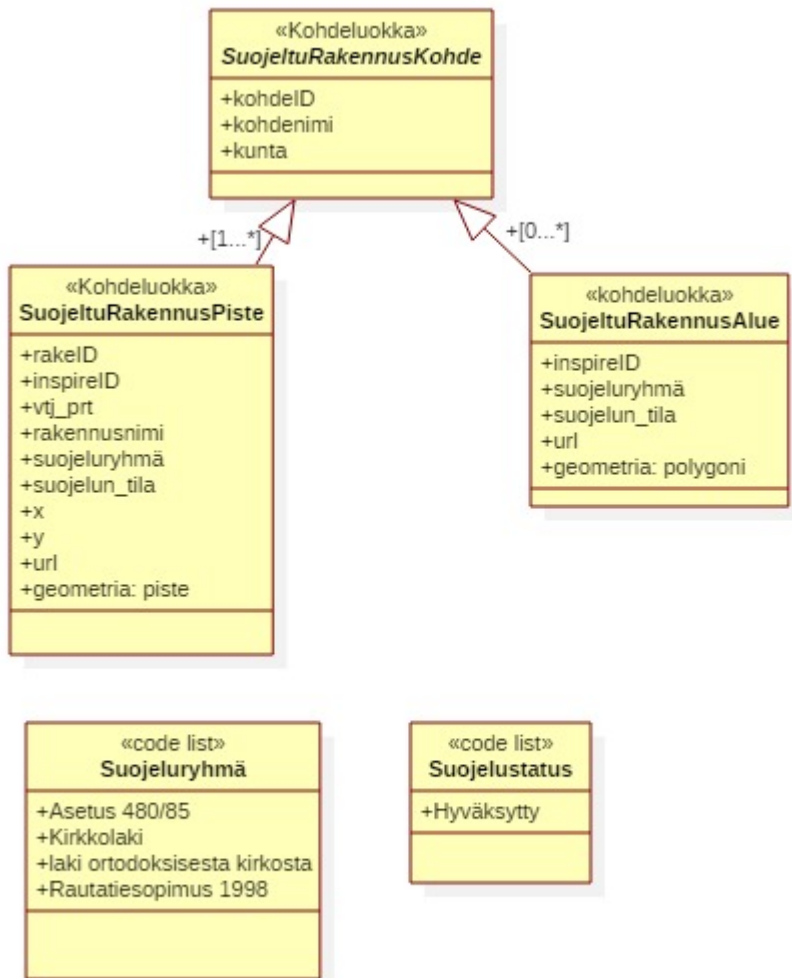 «Kohdeluokka»
SuojeltuRakennusKohde
+kohdeID
+kohdenimi
+kunta
+[1...*]
+[0...*]
«Kohdeluokka»
SuojeltuRakennusPiste
+rakeID
+inspireID
+vtj_prt
+rakennusnimi
+suojeluryhmä
+suojelun_tila
+x
+y
+url
+geometria: piste
«kohdeluokka»
SuojeltuRakennusAlue
+inspireID
+suojeluryhmä
+suojelun_tila
+url
+geometria: polygoni
«code list»
Suojeluryhmä
+Asetus 480/85
+Kirkkolaki
+laki ortodoksisesta kirkosta
+Rautatiesopimus 1998
«code list»
Suojelustatus
+Hyväksytty